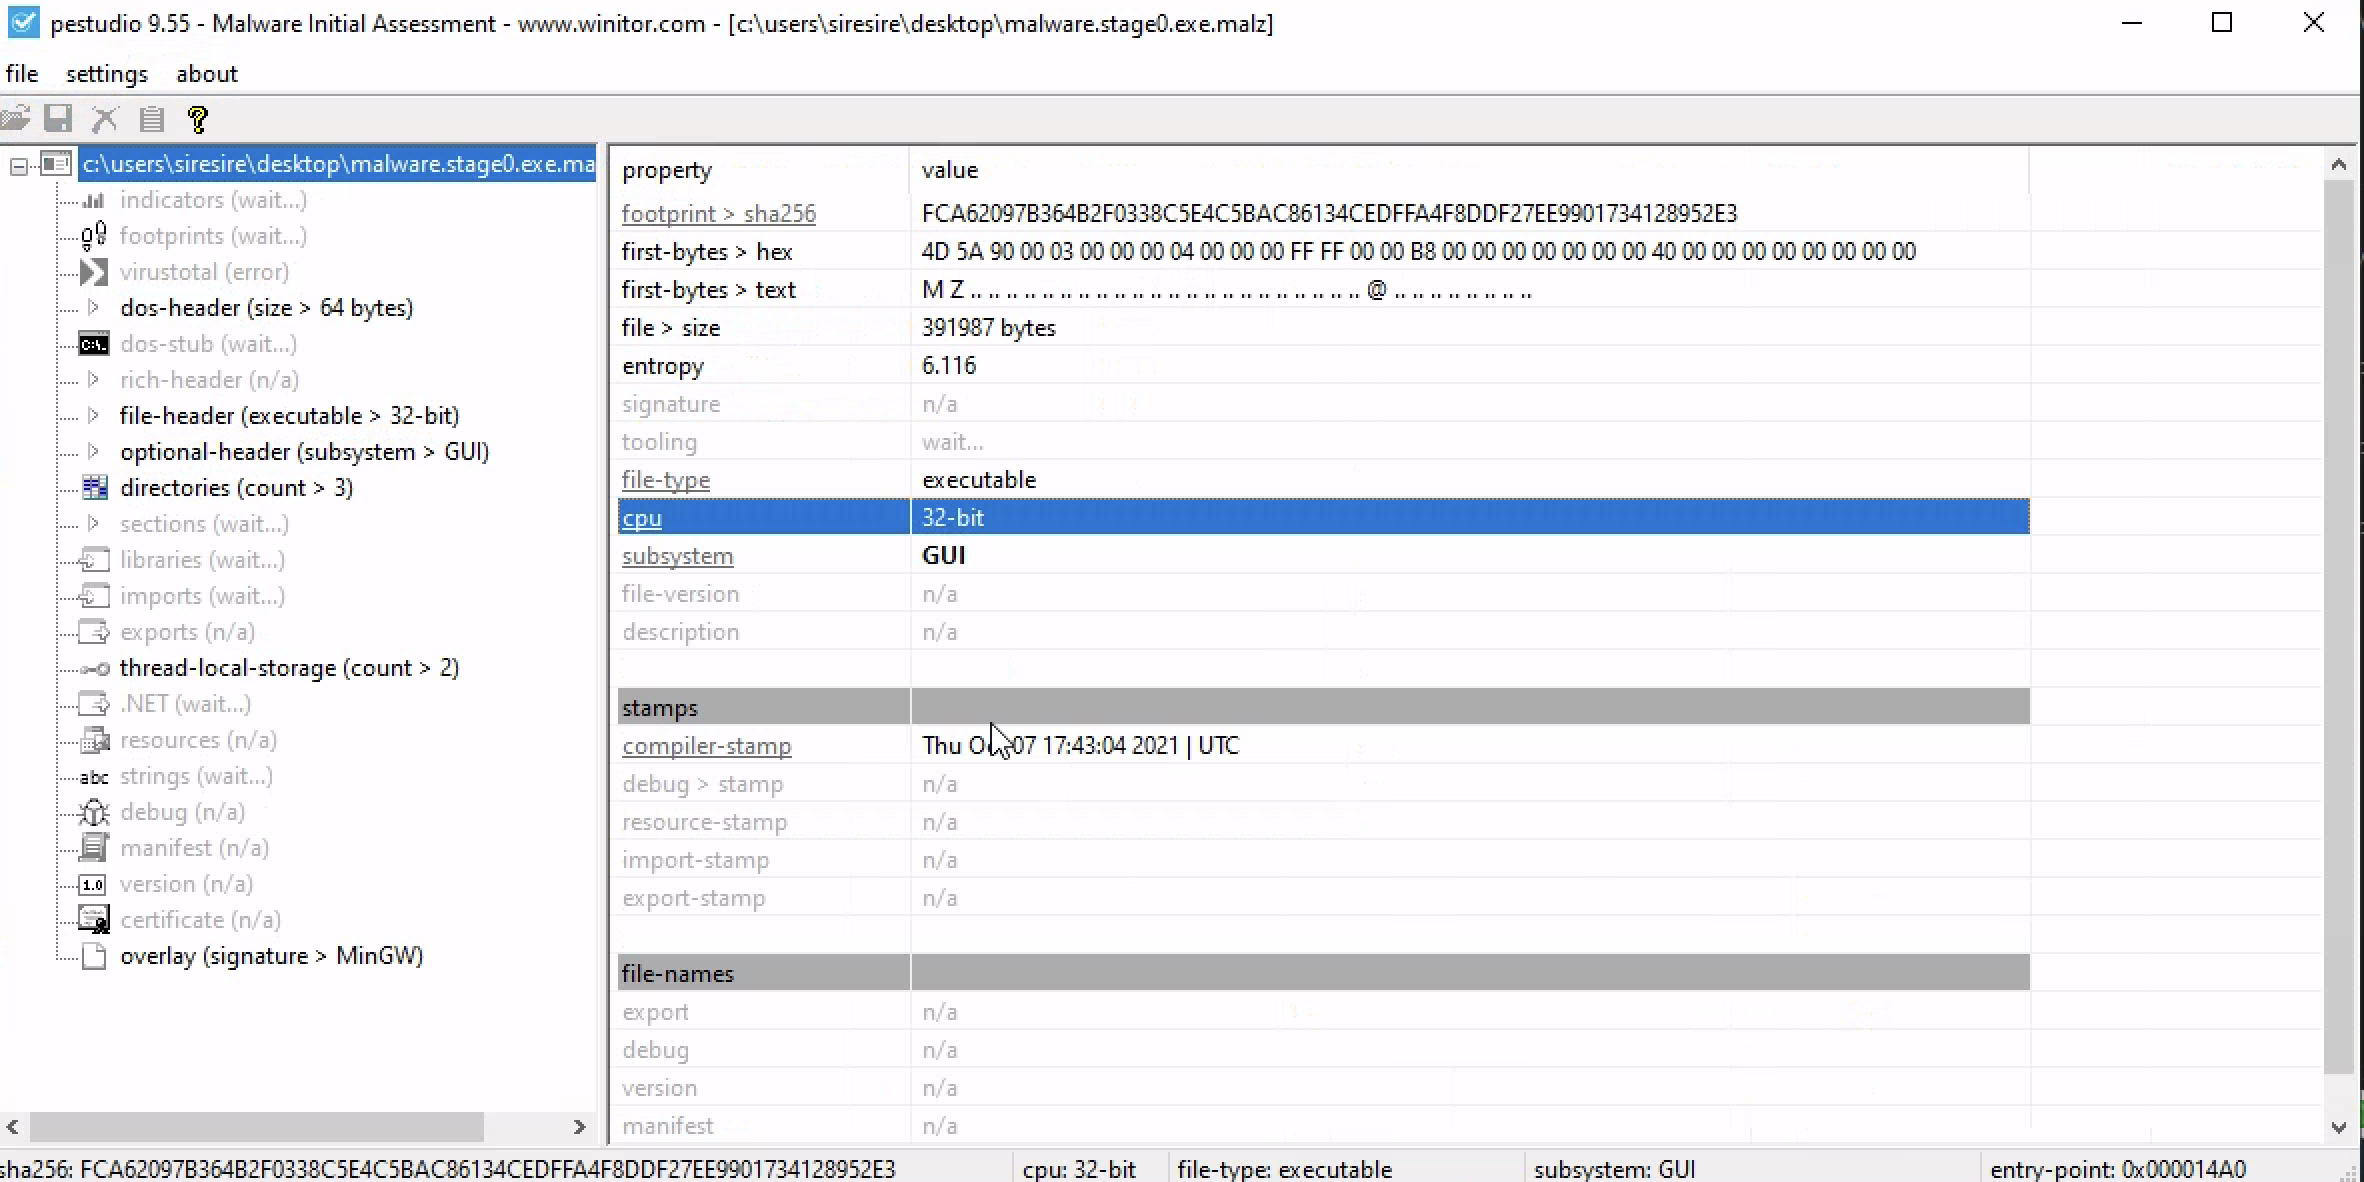 pestudio 9.55 - Malware Initial Assessment - www.winitor.com - [c:\users\siresire\desktop\malware.stage0.exe.malz]
file settings about
c:\users\siresire\desktop\malware.stage0.exe.ma
indicators (wait...)
footprints (wait...)
virustotal (error)
dos-header (size > 64 bytes)
dos-stub (wait...)
rich-header (n/a)
file-header (executable > 32-bit)
optional-header (subsystem > GUI)
directories (count > 3)
sections (wait...)
libraries (wait...)
imports (wait...)
exports (n/a)
thread-local-storage (count > 2)
.NET (wait...)
resources (n/a)
abc strings (wait...)
debug (n/a)
manifest (n/a)
1.0 version (n/a)
certificate (n/a)
overlay (signature > MinGW)
property value
footprint > sha256 FCA62097B364B2F0338C5E4C5BAC86134CEDFFA4F8DDF27EE9901734128952E3
first-bytes > hex 4D 5A 90 00 03 00 00 00 04 00 00 00 FF FF 00 00 B8 00 00 00 00 00 00 00 40 00 00 00 00 00 00 00
first-bytes > text M Z .. .. .. .. .. .. .. .. .. .. .. .. .. .. .. .. .. .. .. .. .. .. @ .. .. .. .. .. .. .. ..
file > size 391987 bytes
entropy 6.116
signature n/a
tooling wait...
file-type executable
cpu 32-bit
subsystem GUI
file-version n/a
description n/a
stamps
compiler-stamp Thu 07 17:43:04 2021 | UTC
debug > stamp n/a
resource-stamp n/a
import-stamp n/a
export-stamp n/a
file-names
export n/a
debug n/a
version n/a
manifest n/a
sha256: FCA62097B364B2F0338C5E4C5BAC86134CEDFFA4F8DDF27EE9901734128952E3 cpu: 32-bit file-type: executable subsystem: GUI entry-point: 0x000014A0